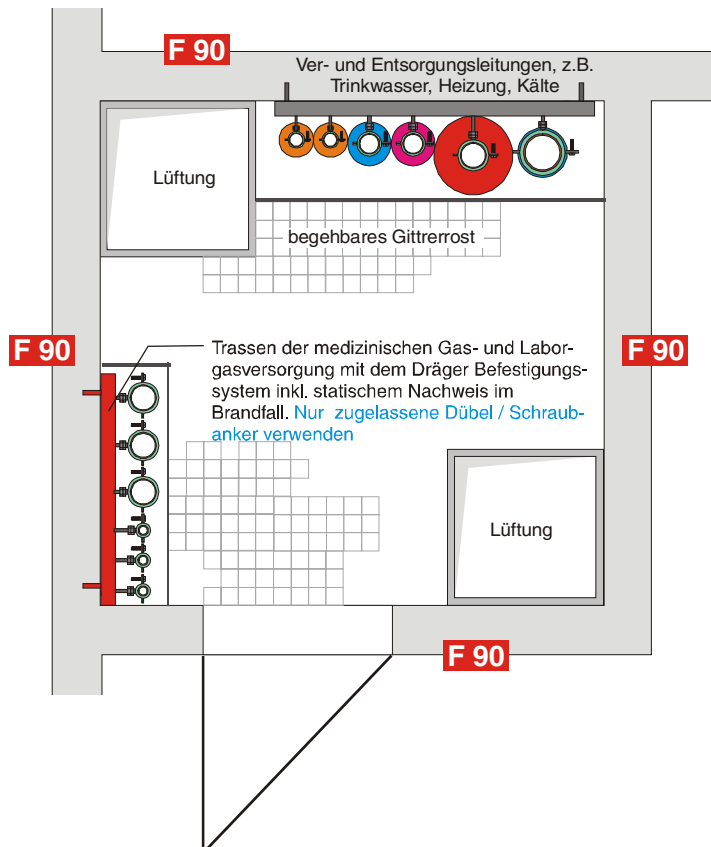 F 90
Ver- und Entsorgungsleitungen, z.B.
Trinkwasser, Heizung, Kälte
Lüftung
begehbares Gittrerrost
F 90
F 90
Trassen der medizinischen Gas- und Labor-
gasversorgung mit dem Dräger Befestigungs-
system inkl. statischem Nachweis im
Brandfall. Nur zugelassene Dübel / Schraub-
anker verwenden
Lüftung
F 90